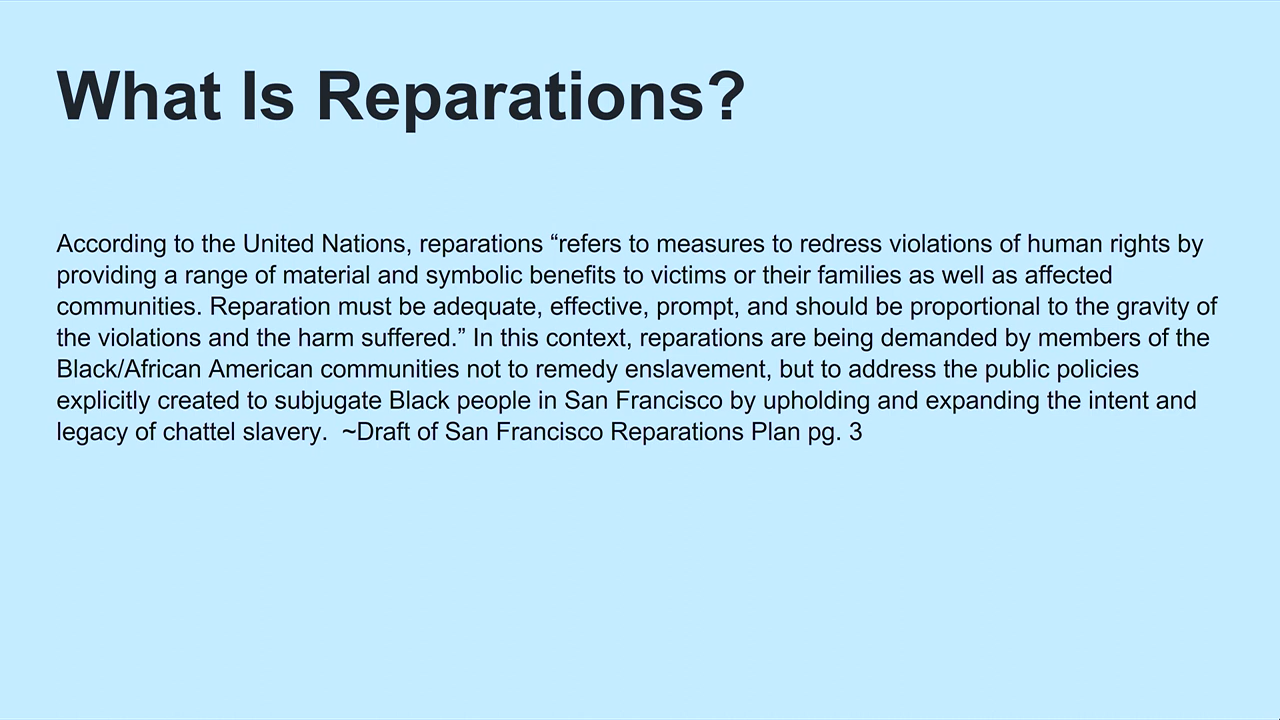 What Is Reparations?
According to the United Nations, reparations “refers to measures to redress violations of human rights by
providing a range of material and symbolic benefits to victims or their families as well as affected
communities. Reparation must be adequate, effective, prompt, and should be proportional to the gravity of
the violations and the harm suffered.” In this context, reparations are being demanded by members of the
Black/African American communities not to remedy enslavement, but to address the public policies
explicitly created to subjugate Black people in San Francisco by upholding and expanding the intent and
legacy of chattel slavery.  ~Draft of San Francisco Reparations Plan pg. 3